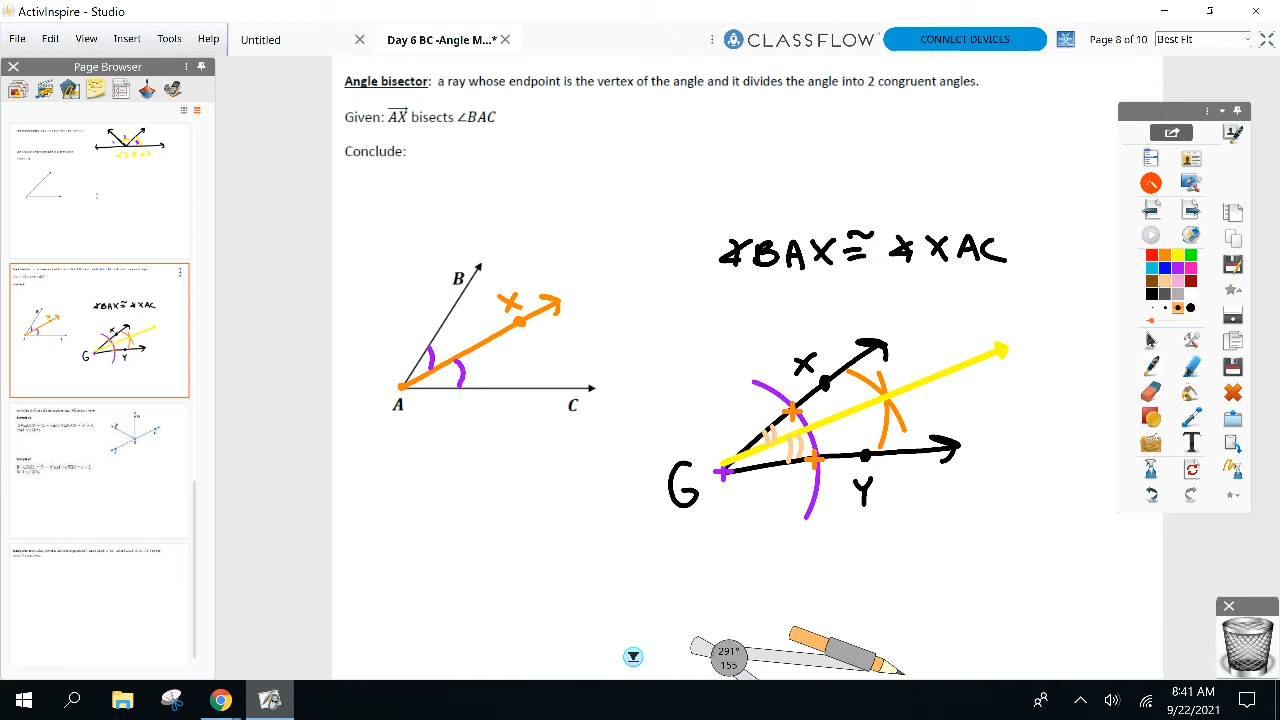 ActivInspire - Studio
File Edit View Insert Tools Help
Untitled
Day 6 BC -Angle M...*
CLASSFLOW
CONNECT DEVICES
Page 8 of 10
Best Fit
Page Browser
Angle bisector: a ray whose endpoint is the vertex of the angle and it divides the angle into 2 congruent angles.
Given: AX bisects ∠BAC
Conclude:
∡BAX ≅ ∡XAC
B
X
A
C
X
G
Y
291°
155
8:41 AM
9/22/2021